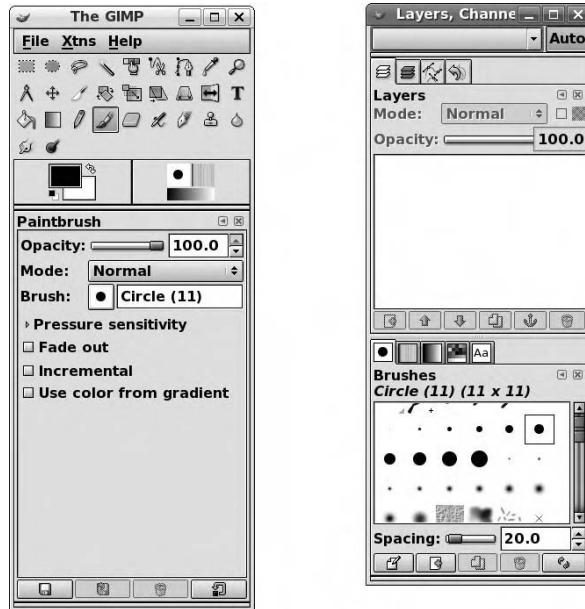 The GIMP
File Xtns Help
T
Paintbrush
Opacity: 100.0
Mode: Normal
Brush: Circle (11)
Pressure sensitivity
Fade out
Incremental
Use color from gradient
Layers, Channe
Auto
Layers
Mode: Normal
Opacity: 100.0
Aa
Brushes
Circle (11) (11 x 11)
Spacing: 20.0